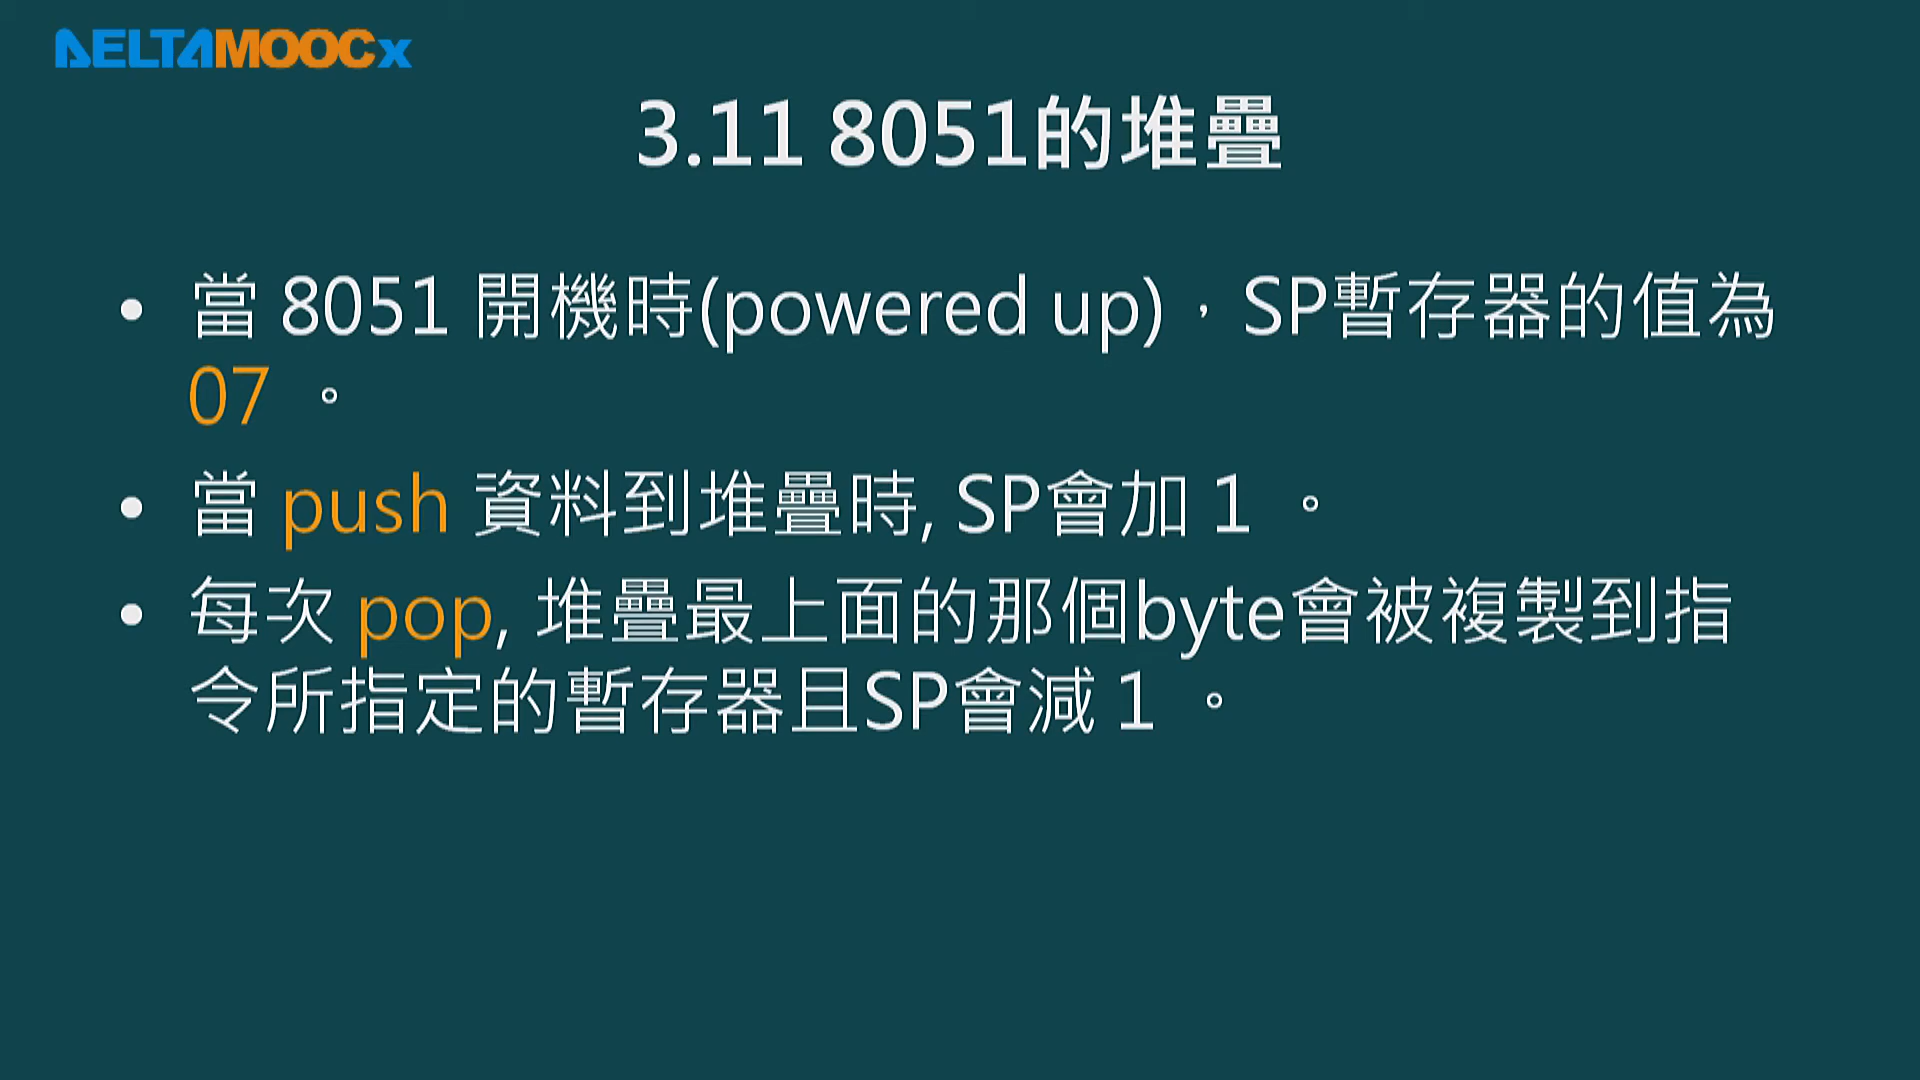 DELTAMOOCx
3.11 8051的堆疊
• 當 8051 開機時(powered up)，SP暫存器的值為
07 。
• 當 push 資料到堆疊時, SP會加 1 。
• 每次 pop, 堆疊最上面的那個byte會被複製到指
令所指定的暫存器且SP會減 1 。